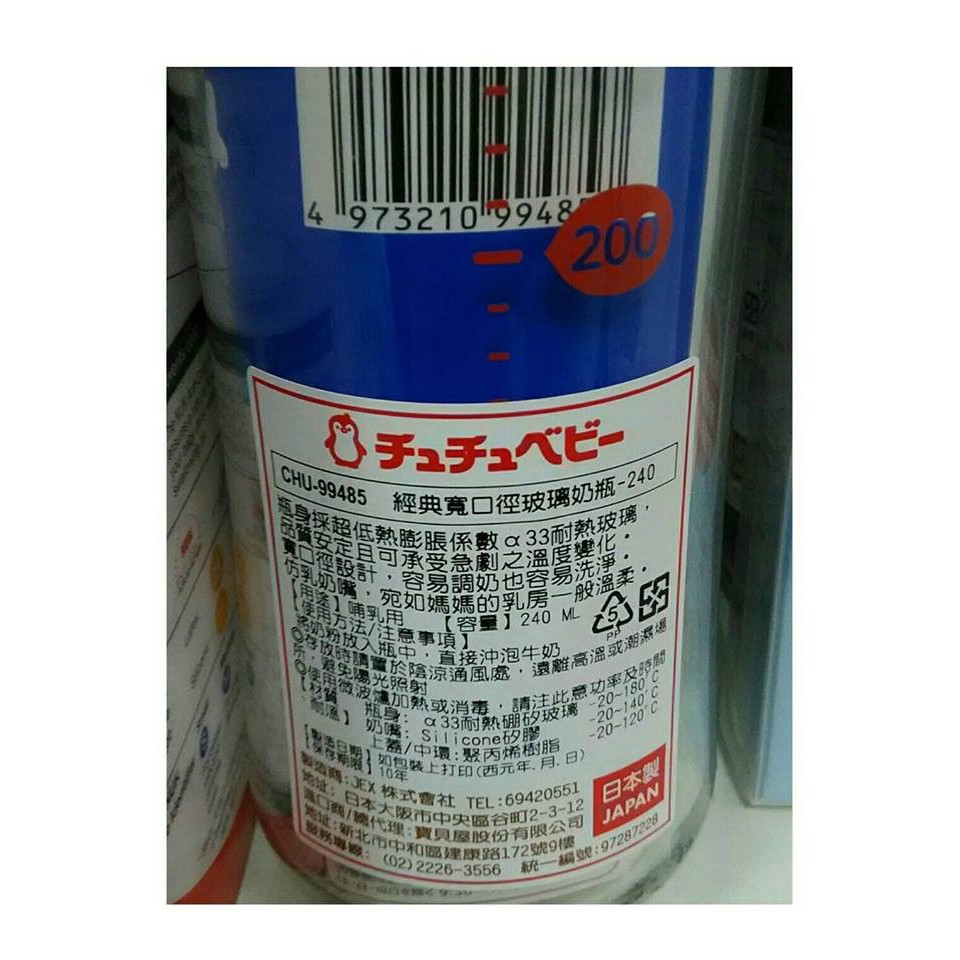 4 973210 9948
200
チュチュベビー
CHU-99485 經典寬口徑玻璃奶瓶-240
瓶身採超低熱膨脹係數α33耐熱玻璃，
品質安定且可承受急劇之溫度變化。
寬口徑設計，容易調奶也容易洗淨。
仿乳奶嘴，宛如媽媽的乳房一般溫柔。
【用途】哺乳用 【容量】240 ML
5
PP
【使用方法/注意事項】
將奶粉放入瓶中，直接沖泡牛奶
◎存放時請置於陰涼通風處，遠離高溫或潮濕場
所，避免陽光照射
◎使用微波爐加熱或消毒，請注此意功率及時間
【材質 瓶身: α33耐熱硼矽玻璃 -20~180°C
耐溫】 奶嘴: Silicone矽膠 -20~140°C
上蓋/中環:聚丙烯樹脂 -20~120°C
【製造日期】如包裝上打印(西元年.月.日)
【保存期限】10年
製造商:JEX 株式會社 TEL:69420551
地址: 日本大阪市中央區谷町2-3-12
進口商/總代理:寶貝屋股份有限公司
地址:新北市中和區建康路172號9樓
服務專線: (02)2226-3556 統一編號:97287228
日本製
JAPAN